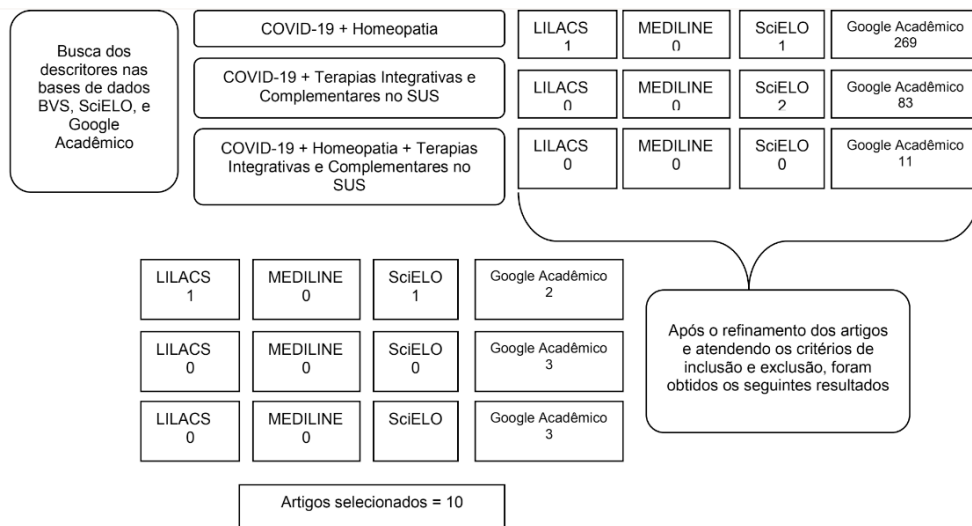 Busca dos
descritores nas
bases de dados
BVS, SciELO, e
Google
Acadêmico
COVID-19 + Homeopatia
LILACS
1
MEDILINE
0
SciELO
1
Google Acadêmico
269
COVID-19 + Terapias Integrativas e
Complementares no SUS
LILACS
0
MEDILINE
0
SciELO
2
Google Acadêmico
83
COVID-19 + Homeopatia + Terapias
Integrativas e Complementares no
SUS
LILACS
0
MEDILINE
0
SciELO
0
Google Acadêmico
11
Após o refinamento dos artigos
e atendendo os critérios de
inclusão e exclusão, foram
obtidos os seguintes resultados
LILACS
1
MEDILINE
0
SciELO
1
Google Acadêmico
2
LILACS
0
MEDILINE
0
SciELO
0
Google Acadêmico
3
LILACS
0
MEDILINE
0
SciELO
Google Acadêmico
3
Artigos selecionados = 10